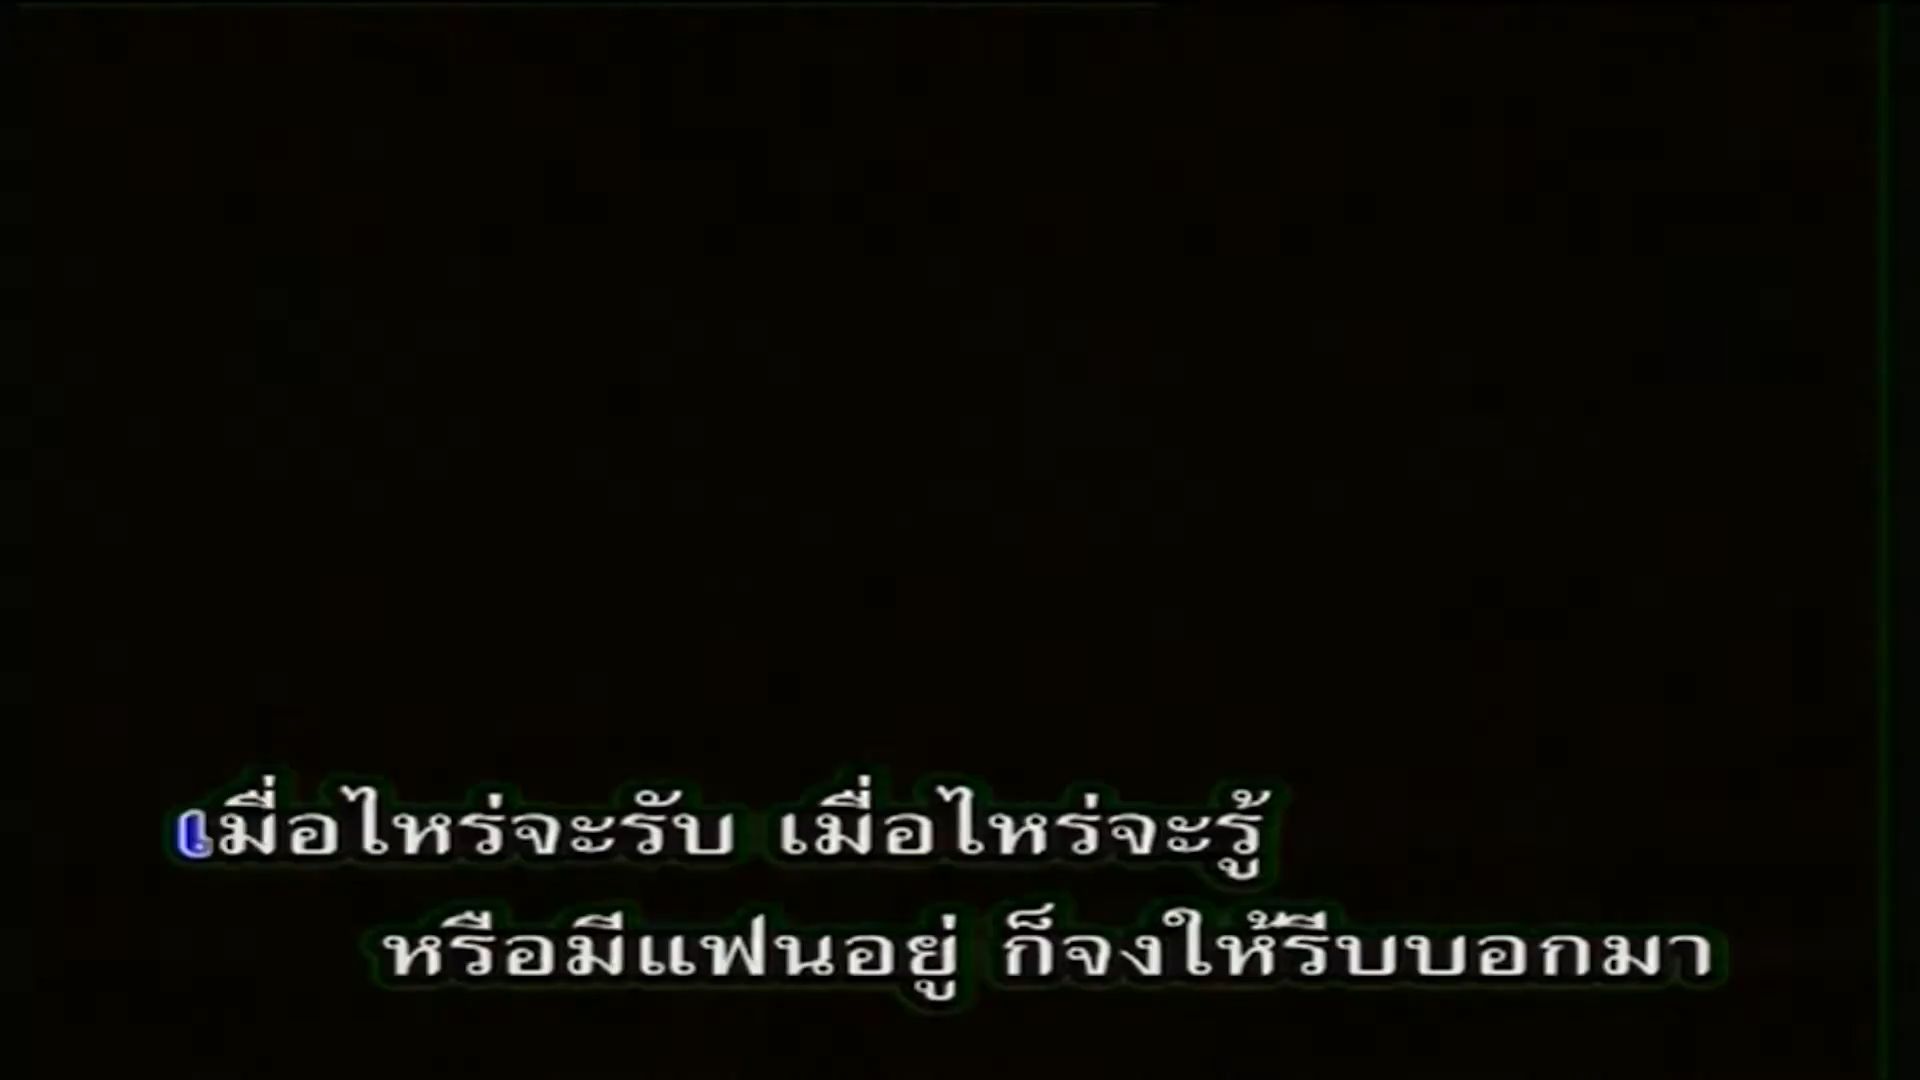 เมื่อไหร่จะรับ เมื่อไหร่จะรู้
หรือมีแฟนอยู่ ก็จงให้รีบบอกมา